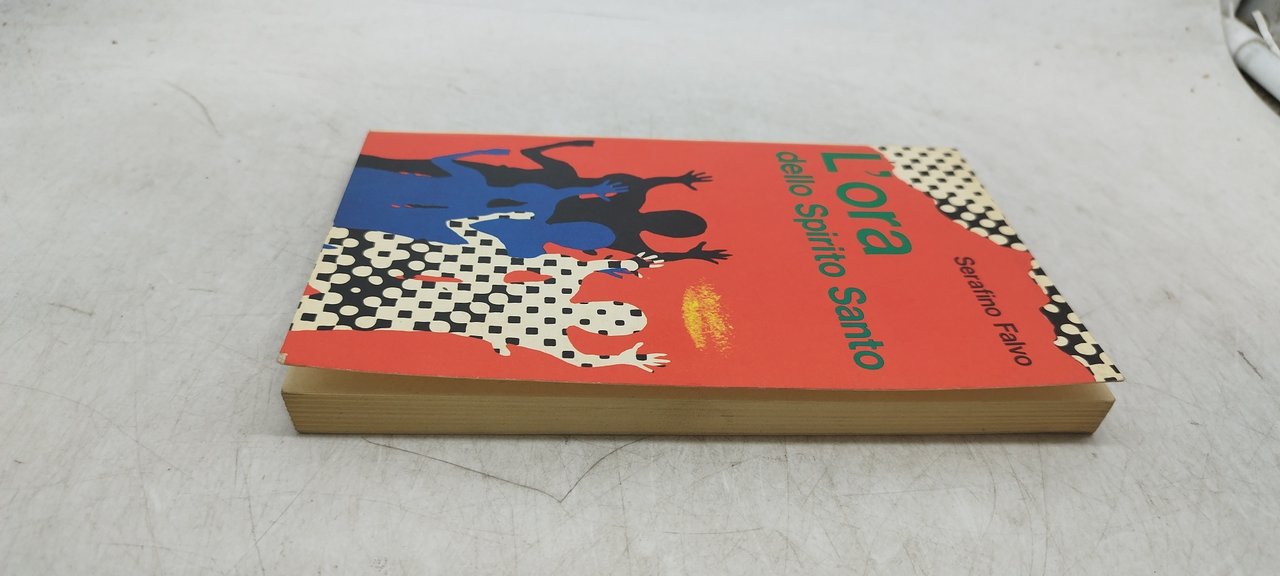 Serafino Falvo
L'ora
dello Spirito Santo